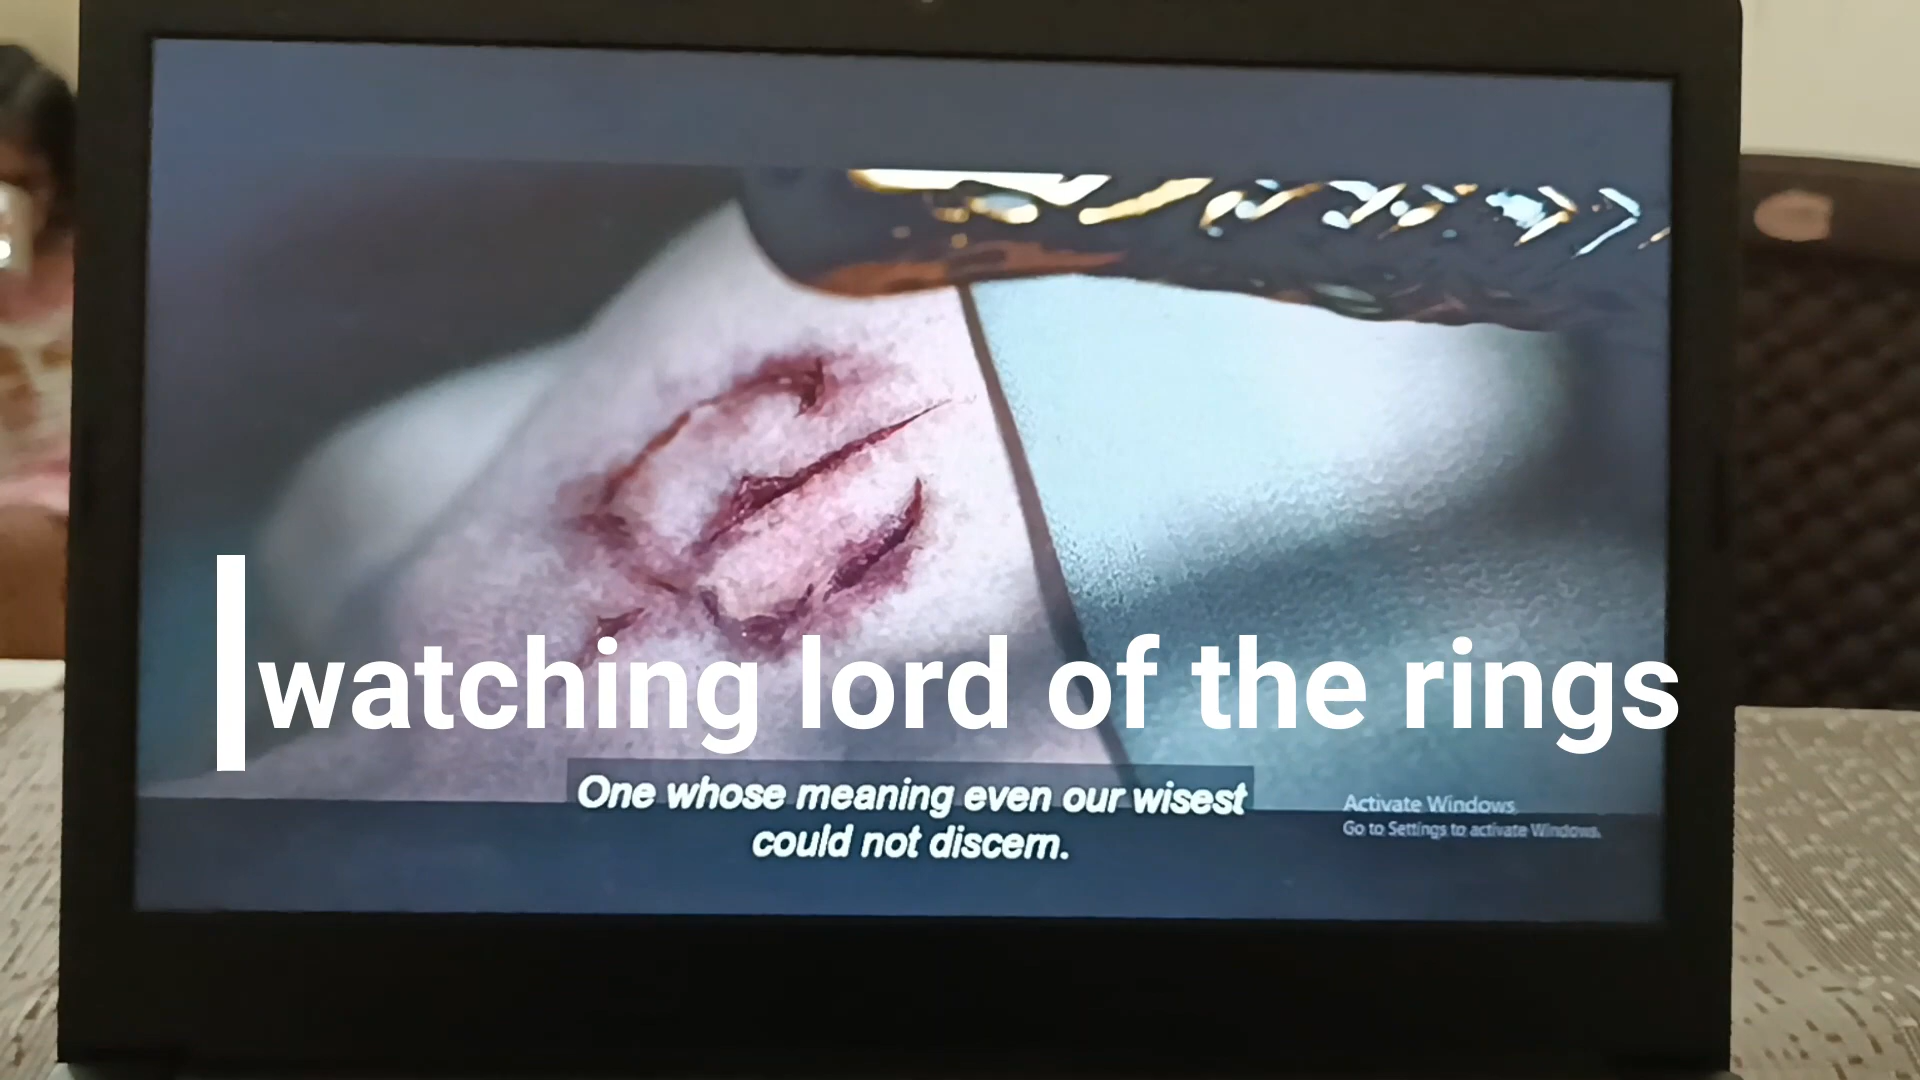 watching lord of the rings
One whose meaning even our wisest
could not discern.
Activate Windows
Go to Settings to activate Windows.